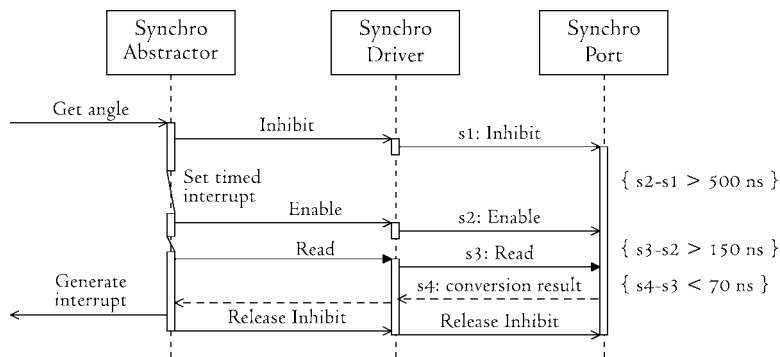 Synchro
Abstractor
Synchro
Driver
Synchro
Port
Get angle
Inhibit
s1: Inhibit
{ s2-s1 > 500 ns }
Set timed
interrupt
Enable
s2: Enable
Read
s3: Read
{ s3-s2 > 150 ns }
Generate
interrupt
s4: conversion result
{ s4-s3 < 70 ns }
Release Inhibit
Release Inhibit